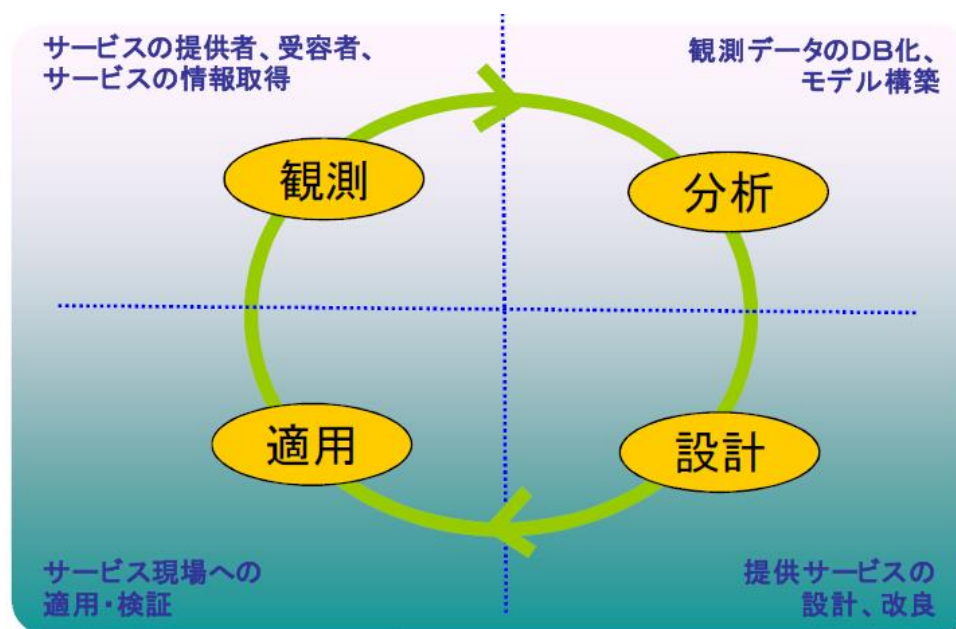 サービスの提供者、受容者、
サービスの情報取得
観測データのDB化、
モデル構築
観測
分析
適用
設計
サービス現場への
適用・検証
提供サービスの
設計、改良